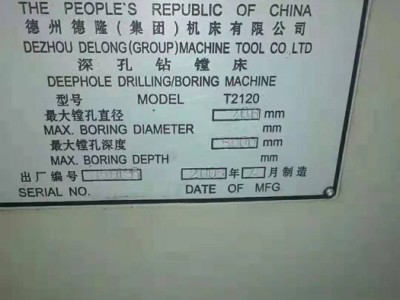 THE PEOPLE'S REPUBLIC OF CHINA
德州德隆(集团)机床有限公司
DEZHOU DELONG(GROUP)MACHINE TOOL CO LTD
深孔钻镗床
DEEPHOLE DRILLING/BORING MACHINE
型号 MODEL T2120
最大镗孔直径 mm
MAX. BORING DIAMETER mm
最大镗孔深度 mm
MAX. BORING DEPTH mm
出厂编号 年 月制造
SERIAL NO. DATE OF MFG